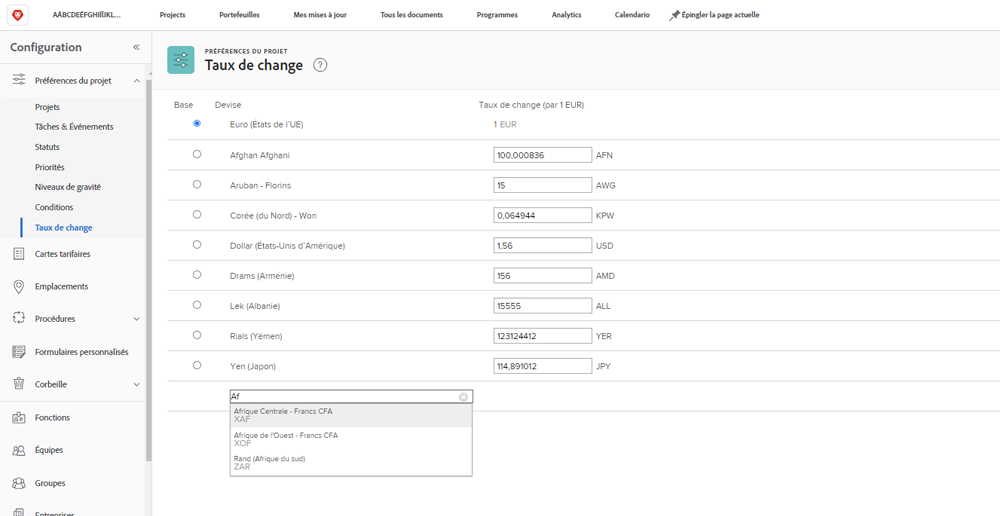 AÀBCDEÉFGHIÎJKL...
Projects
Portefeuilles
Mes mises à jour
Tous les documents
Programmes
Analytics
Calendario
Épingler la page actuelle
Configuration
Préférences du projet
Projets
Tâches & Événements
Statuts
Priorités
Niveaux de gravité
Conditions
Taux de change
Cartes tarifaires
Emplacements
Procédures
Formulaires personnalisés
Corbeille
Fonctions
Équipes
Groupes
Entreprises
PRÉFÉRENCES DU PROJET
Taux de change ?
Base Devise Taux de change (par 1 EUR)
Euro (États de l'UE) 1 EUR
Afghan Afghani 100,000836 AFN
Aruban - Florins 15 AWG
Corée (du Nord) - Won 0,064944 KPW
Dollar (États-Unis d'Amérique) 1,56 USD
Drams (Arménie) 156 AMD
Lek (Albanie) 15555 ALL
Rials (Yémen) 123124412 YER
Yen (Japon) 114,891012 JPY
Af
Afrique Centrale - Francs CFA
XAF
Afrique de l'Ouest - Francs CFA
XOF
Rand (Afrique du sud)
ZAR